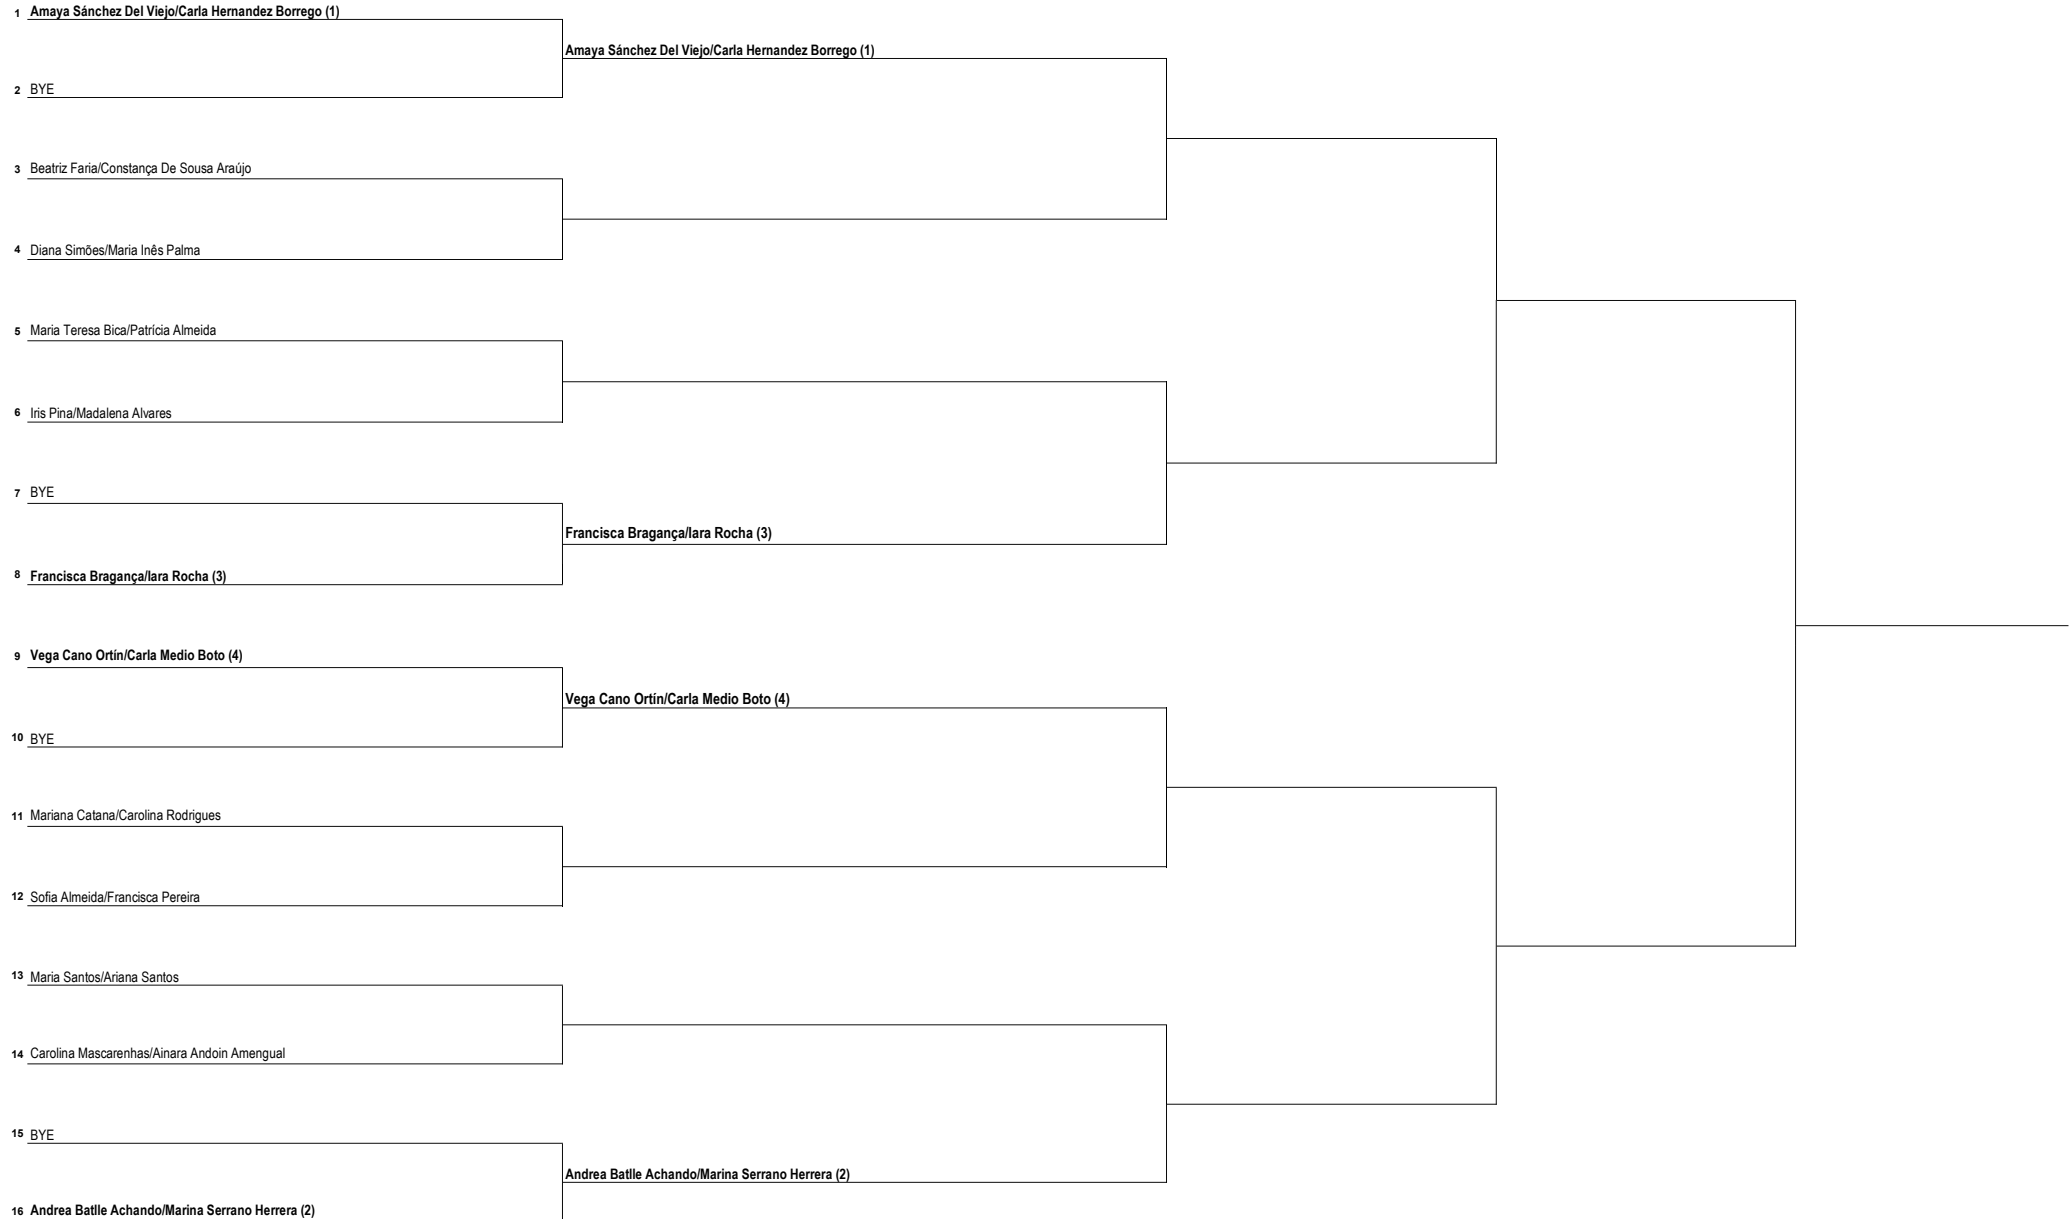 1 Amaya Sánchez Del Viejo/Carla Hernandez Borrego (1)
Amaya Sánchez Del Viejo/Carla Hernandez Borrego (1)
2 BYE
3 Beatriz Faria/Constança De Sousa Araújo
4 Diana Simões/Maria Inês Palma
5 Maria Teresa Bica/Patrícia Almeida
6 Iris Pina/Madalena Alvares
7 BYE
Francisca Bragança/Iara Rocha (3)
8 Francisca Bragança/Iara Rocha (3)
9 Vega Cano Ortín/Carla Medio Boto (4)
Vega Cano Ortín/Carla Medio Boto (4)
10 BYE
11 Mariana Catana/Carolina Rodrigues
12 Sofia Almeida/Francisca Pereira
13 Maria Santos/Ariana Santos
14 Carolina Mascarenhas/Ainara Andoin Amengual
15 BYE
Andrea Batlle Achando/Marina Serrano Herrera (2)
16 Andrea Batlle Achando/Marina Serrano Herrera (2)